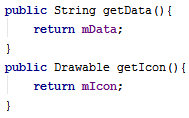 public String getData(){
    return mData;
}
public Drawable getIcon(){
    return mIcon;
}